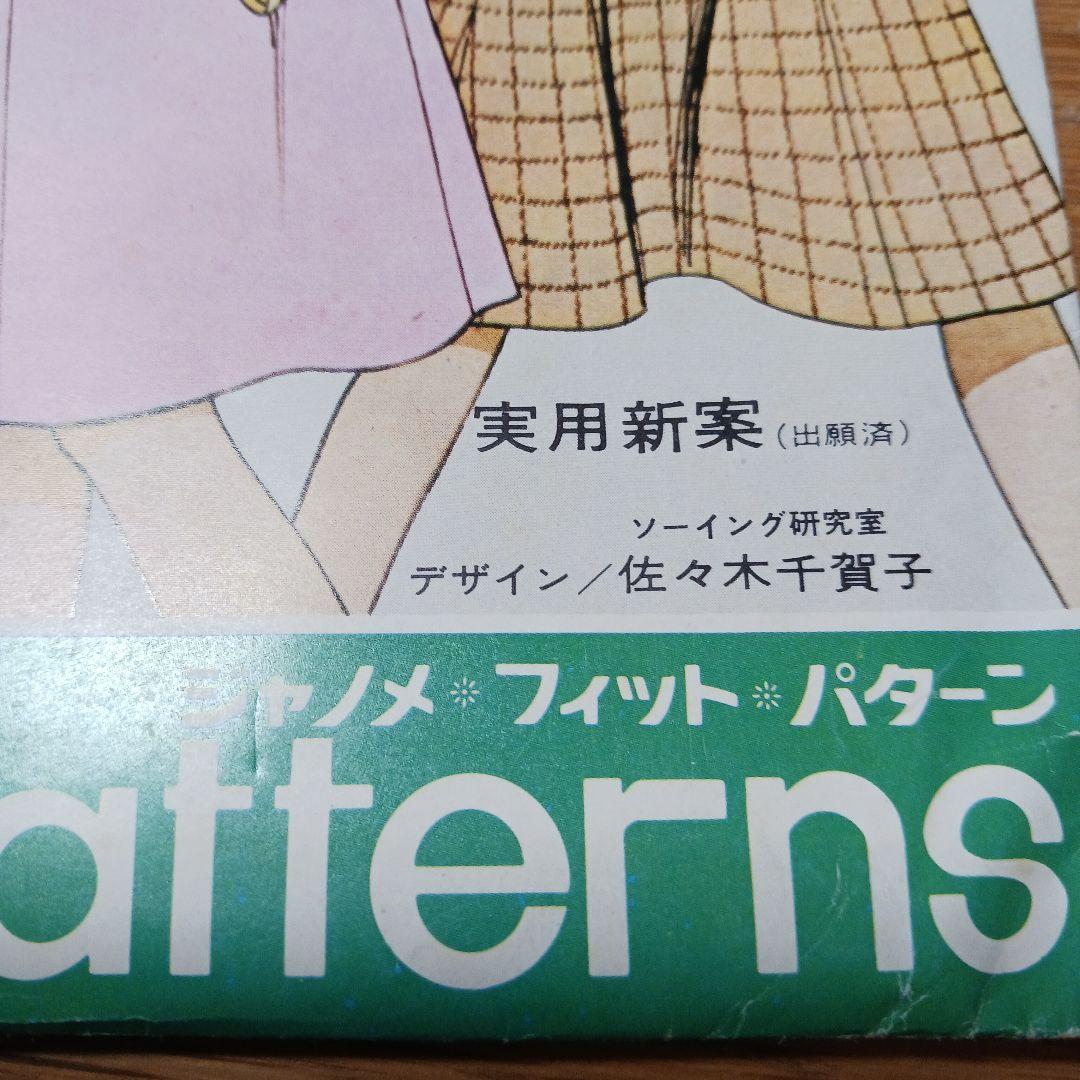 実用新案(出願済)
ソーイング研究室
デザイン/佐々木千賀子
ジャノメ※フィット※パターン
atterns